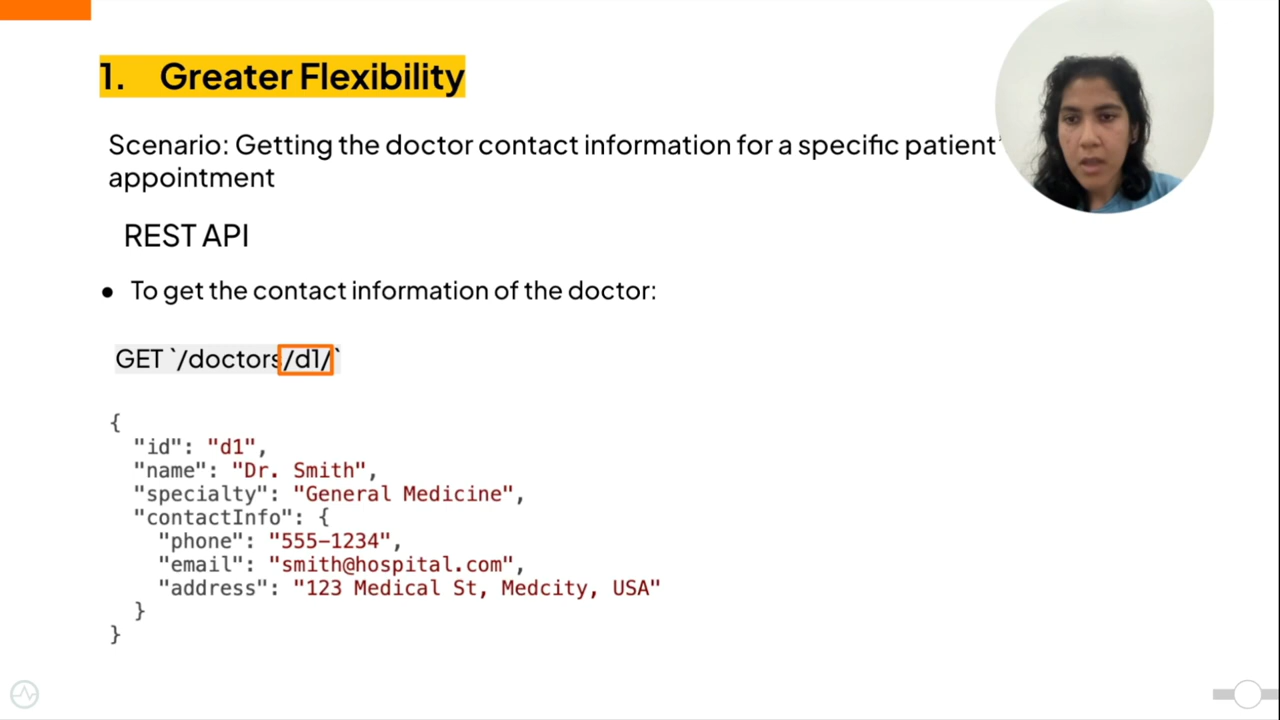 1. Greater Flexibility
Scenario: Getting the doctor contact information for a specific patient'
appointment
REST API
● To get the contact information of the doctor:
GET `/doctors/d1/`
{
"id": "d1",
"name": "Dr. Smith",
"specialty": "General Medicine",
"contactInfo": {
"phone": "555-1234",
"email": "smith@hospital.com",
"address": "123 Medical St, Medcity, USA"
}
}